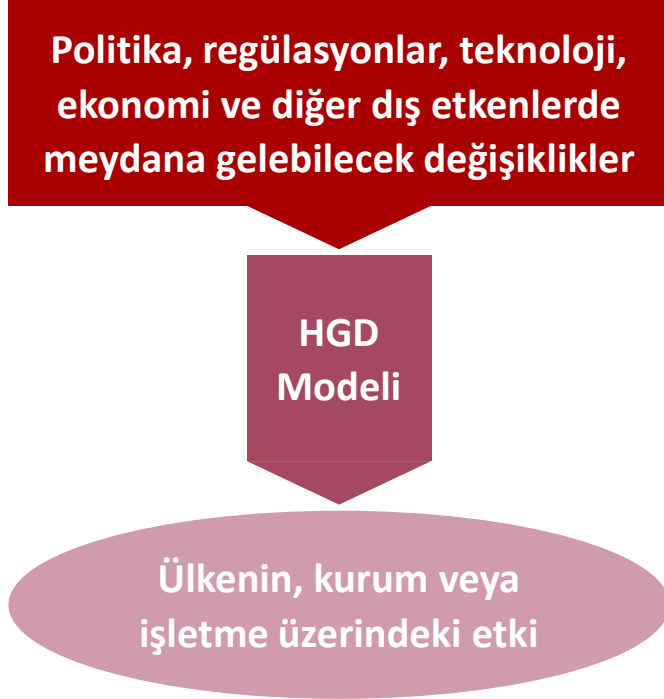 Politika, regülasyonlar, teknoloji,
ekonomi ve diğer dış etkenlerde
meydana gelebilecek değişiklikler
HGD
Modeli
Ülkenin, kurum veya
işletme üzerindeki etki